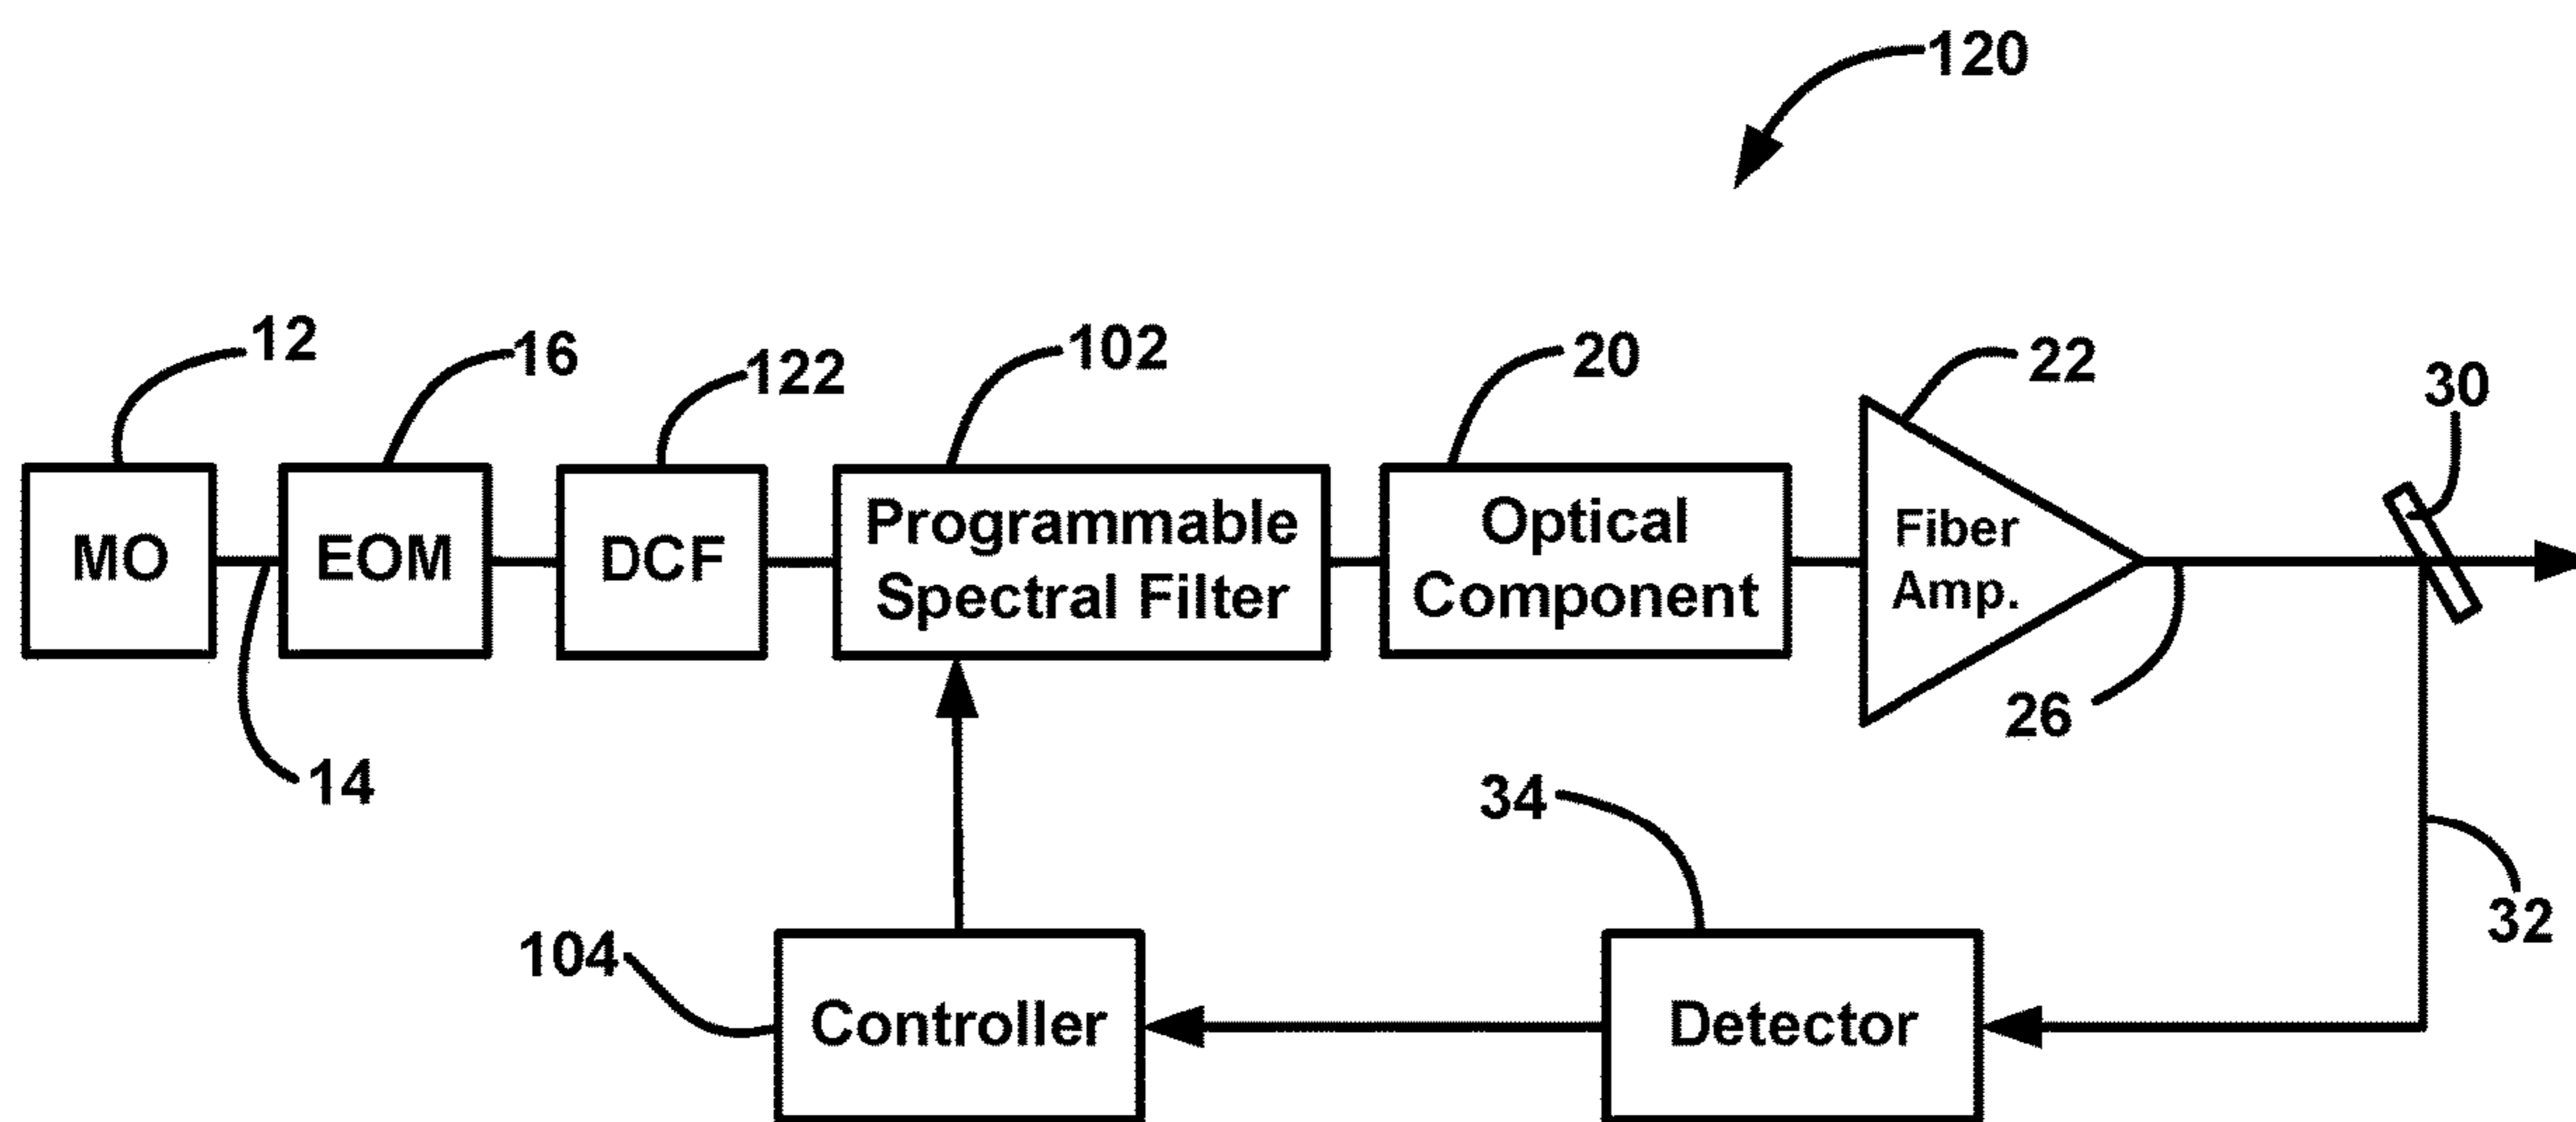 120
12
16
122
102
20
22
30
MO
EOM
DCF
Programmable
Spectral Filter
Optical
Component
Fiber
Amp.
14
26
34
32
104
Controller
Detector